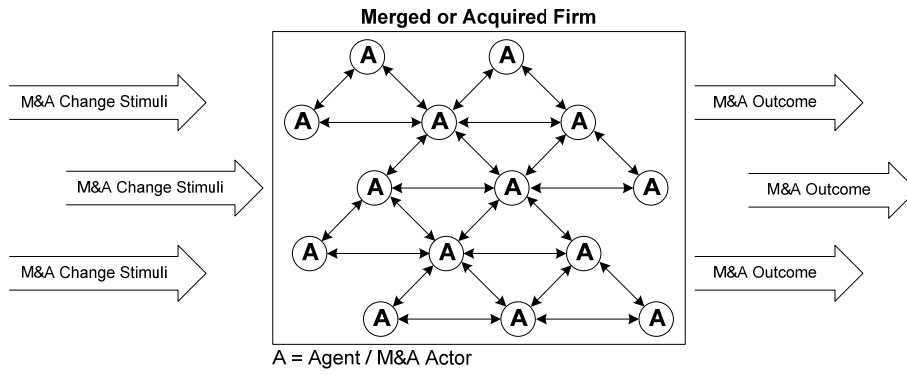 Merged or Acquired Firm
A A
M&A Change Stimuli
M&A Outcome
A A A
M&A Change Stimuli
A A A
M&A Outcome
M&A Change Stimuli
A A A
M&A Outcome
A A A
A = Agent / M&A Actor